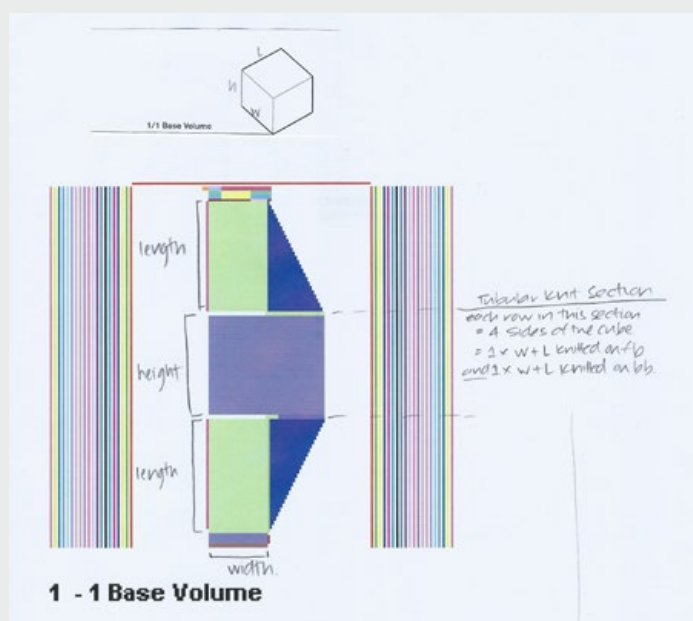 L
h
W
1/1 Base Volume
length
height
length
width.
Tubular knit section
each row in this section
= 4 sides of the cube
= 1 x W + L knitted on fb
and 1 x W + L knitted on bb.
1 - 1 Base Volume